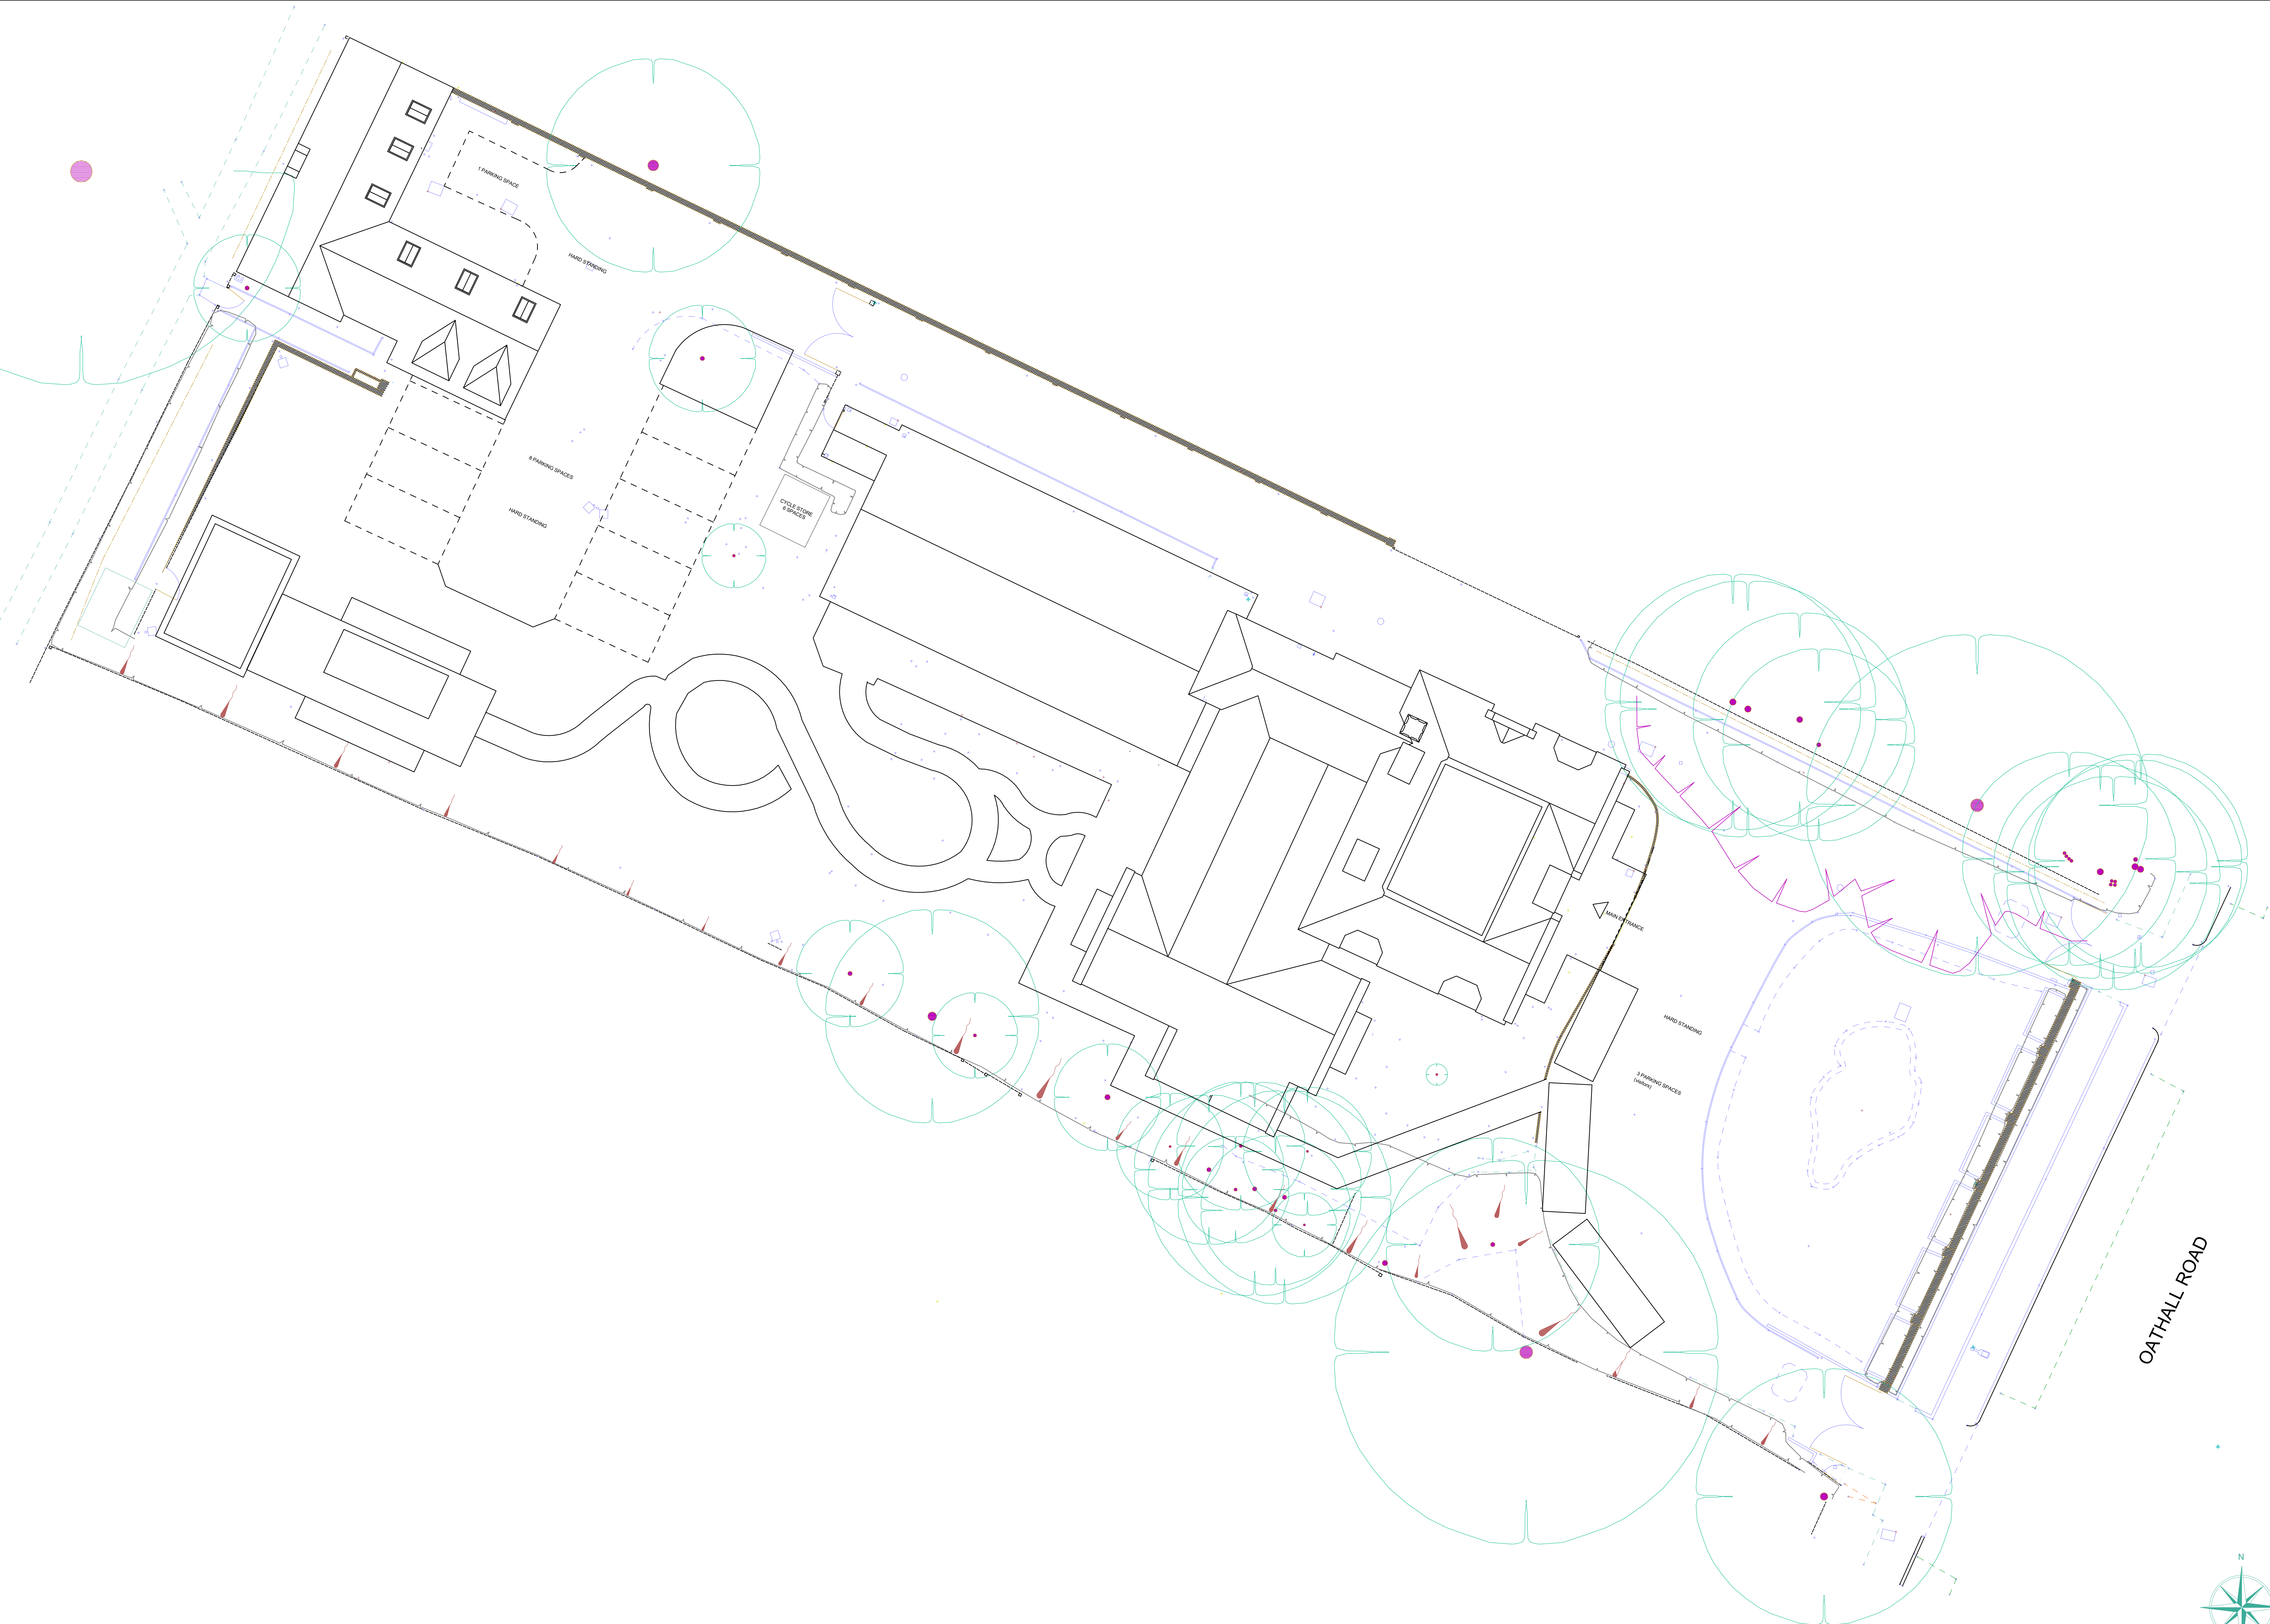 1 PARKING SPACE
HARD STANDING
8 PARKING SPACES
HARD STANDING
CYCLE STORE
6 SPACES
MAIN ENTRANCE
HARD STANDING
3 PARKING SPACES
(visitors)
OATHALL ROAD
N